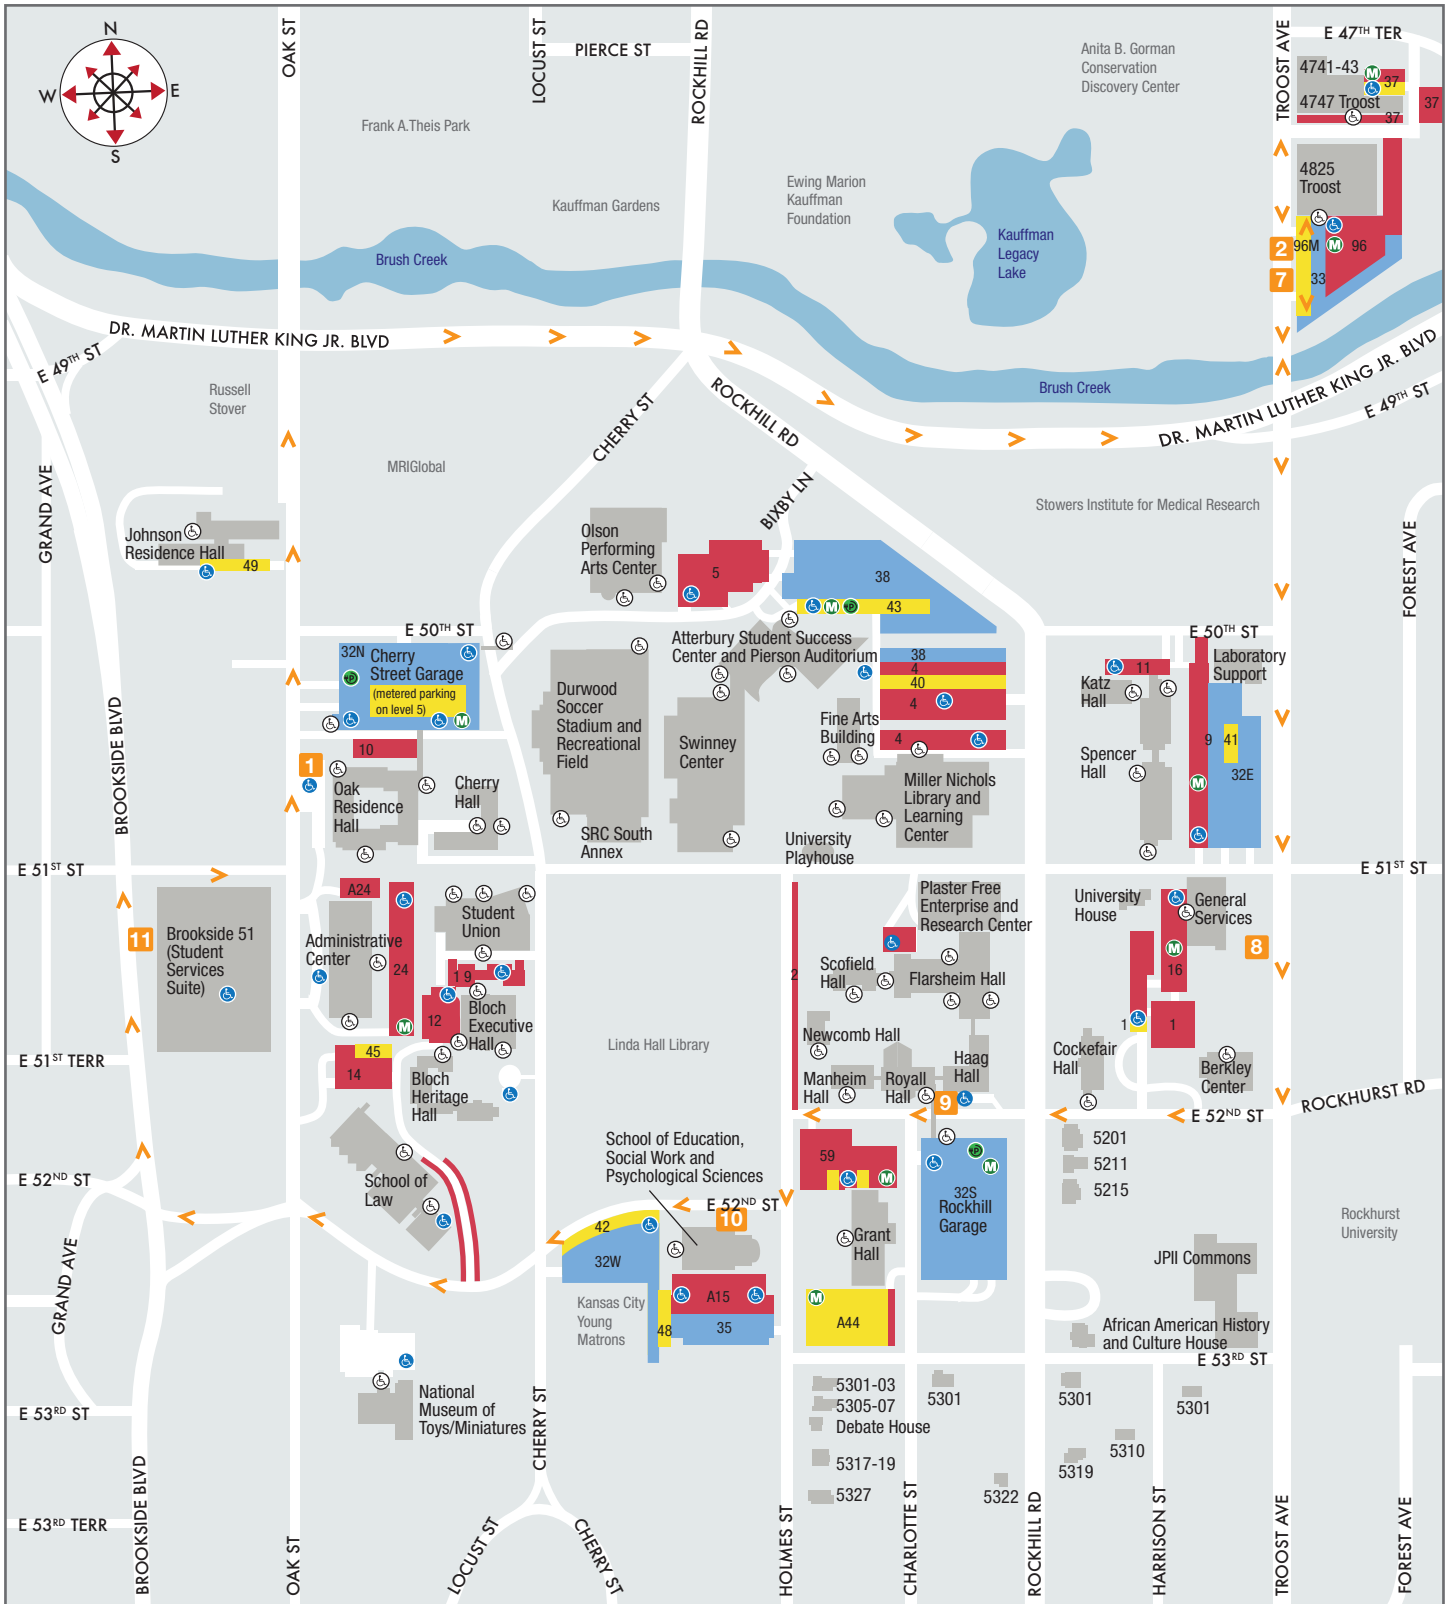 N
W
E
S
OAK ST
LOCUST ST
PIERCE ST
ROCKHILL RD
TROOST AVE
E 47TH TER
Anita B. Gorman
Conservation
Discovery Center
4741-43
M
37
4747 Troost
37
37
Frank A.Theis Park
Kauffman Gardens
Ewing Marion
Kauffman
Foundation
Kauffman
Legacy
Lake
4825
Troost
2
96M
M
96
7
33
Brush Creek
DR. MARTIN LUTHER KING JR. BLVD
E 49TH ST
Russell
Stover
ROCKHILL RD
Brush Creek
DR. MARTIN LUTHER KING JR. BLVD
E 49TH ST
CHERRY ST
MRIGlobal
BIXBY LN
Stowers Institute for Medical Research
GRAND AVE
FOREST AVE
Johnson
Residence Hall
49
Olson
Performing
Arts Center
5
38
M
P
43
E 50TH ST
E 50TH ST
32N
Cherry
Street Garage
P
(metered parking
on level 5)
M
Atterbury Student Success
Center and Pierson Auditorium
38
4
40
4
4
11
Katz
Hall
Laboratory
Support
Durwood
Soccer
Stadium and
Recreational
Field
Swinney
Center
Fine Arts
Building
Spencer
Hall
9
41
32E
M
10
1
Oak
Residence
Hall
Cherry
Hall
BROOKSIDE BLVD
Miller Nichols
Library and
Learning
Center
SRC South
Annex
University
Playhouse
E 51ST ST
E 51ST ST
A24
Student
Union
Plaster Free
Enterprise and
Research Center
University
House
General
Services
11
Brookside 51
(Student
Services
Suite)
Administrative
Center
24
1 9
2
Scofield
Hall
Flarsheim Hall
M
16
8
12
Bloch
Executive
Hall
M
1
1
Newcomb Hall
Linda Hall Library
45
14
E 51ST TERR
Bloch
Heritage
Hall
Manheim
Hall
Royall
Hall
Haag
Hall
Cockefair
Hall
Berkley
Center
9
E 52ND ST
ROCKHURST RD
School of Education,
Social Work and
Psychological Sciences
59
M
P
M
5201
5211
5215
E 52ND ST
School of
Law
E 52ND ST
10
42
32W
32S
Rockhill
Garage
Grant
Hall
Rockhurst
University
JPII Commons
GRAND AVE
Kansas City
Young
Matrons
A15
35
48
M
A44
African American History
and Culture House
E 53RD ST
National
Museum of
Toys/Miniatures
5301-03
5305-07
Debate House
5317-19
5327
5301
5301
5301
5310
5319
5322
E 53RD ST
E 53RD TERR
BROOKSIDE BLVD
OAK ST
LOCUST ST
CHERRY ST
CHERRY ST
HOLMES ST
CHARLOTTE ST
ROCKHILL RD
HARRISON ST
TROOST AVE
FOREST AVE